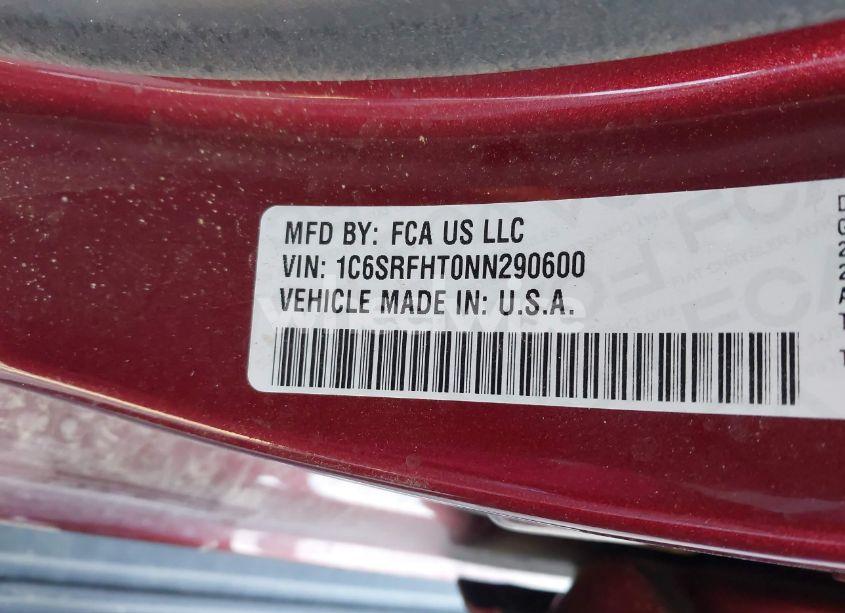 MFD BY: FCA US LLC
VIN: 1C6SRFHT0NN290600
VEHICLE MADE IN: U.S.A.